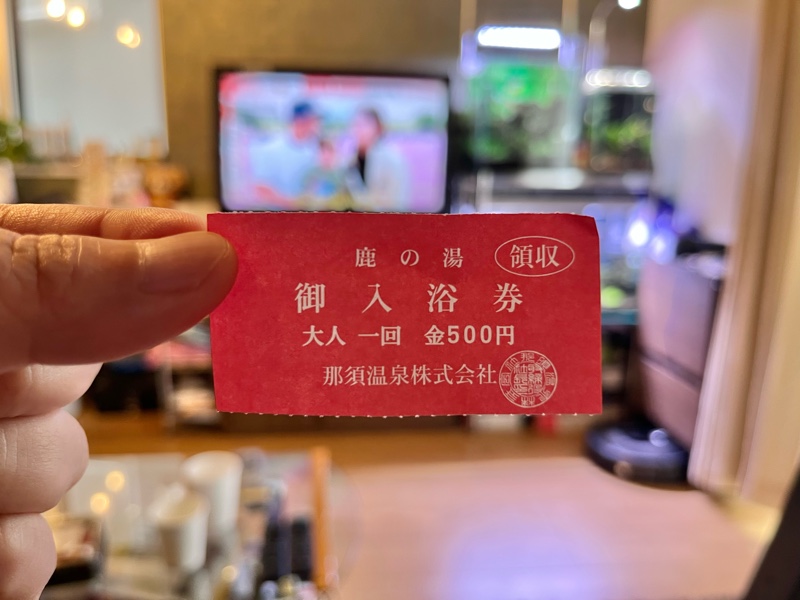 鹿の湯 領収
御入浴券
大人 一回 金500円
那須温泉株式会社